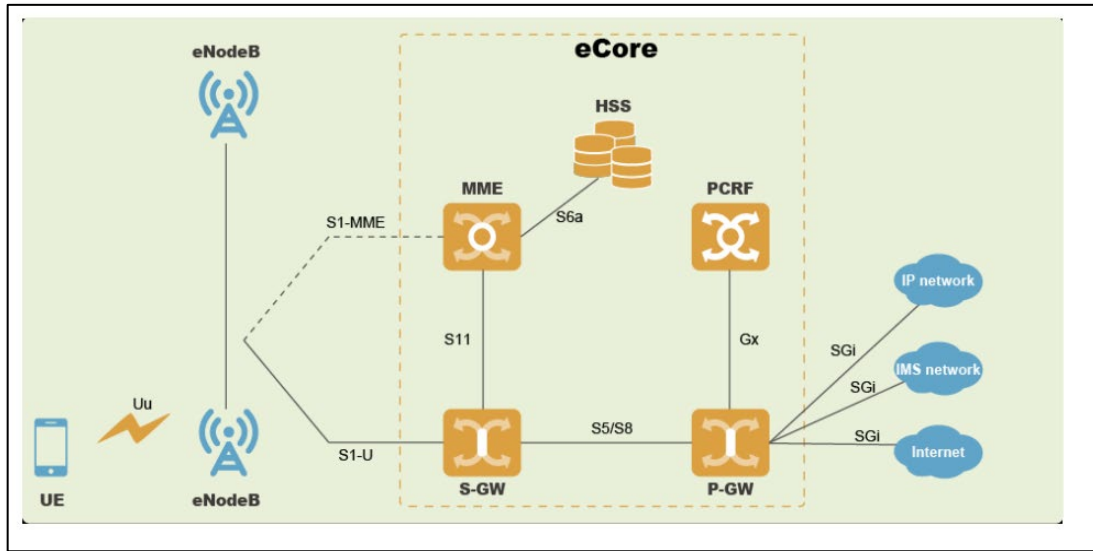 eCore
eNodeB
HSS
MME
PCRF
S1-MME
S6a
IP network
S11
Gx
SGi
IMS network
SGi
Uu
S5/S8
SGi
Internet
S1-U
UE
eNodeB
S-GW
P-GW